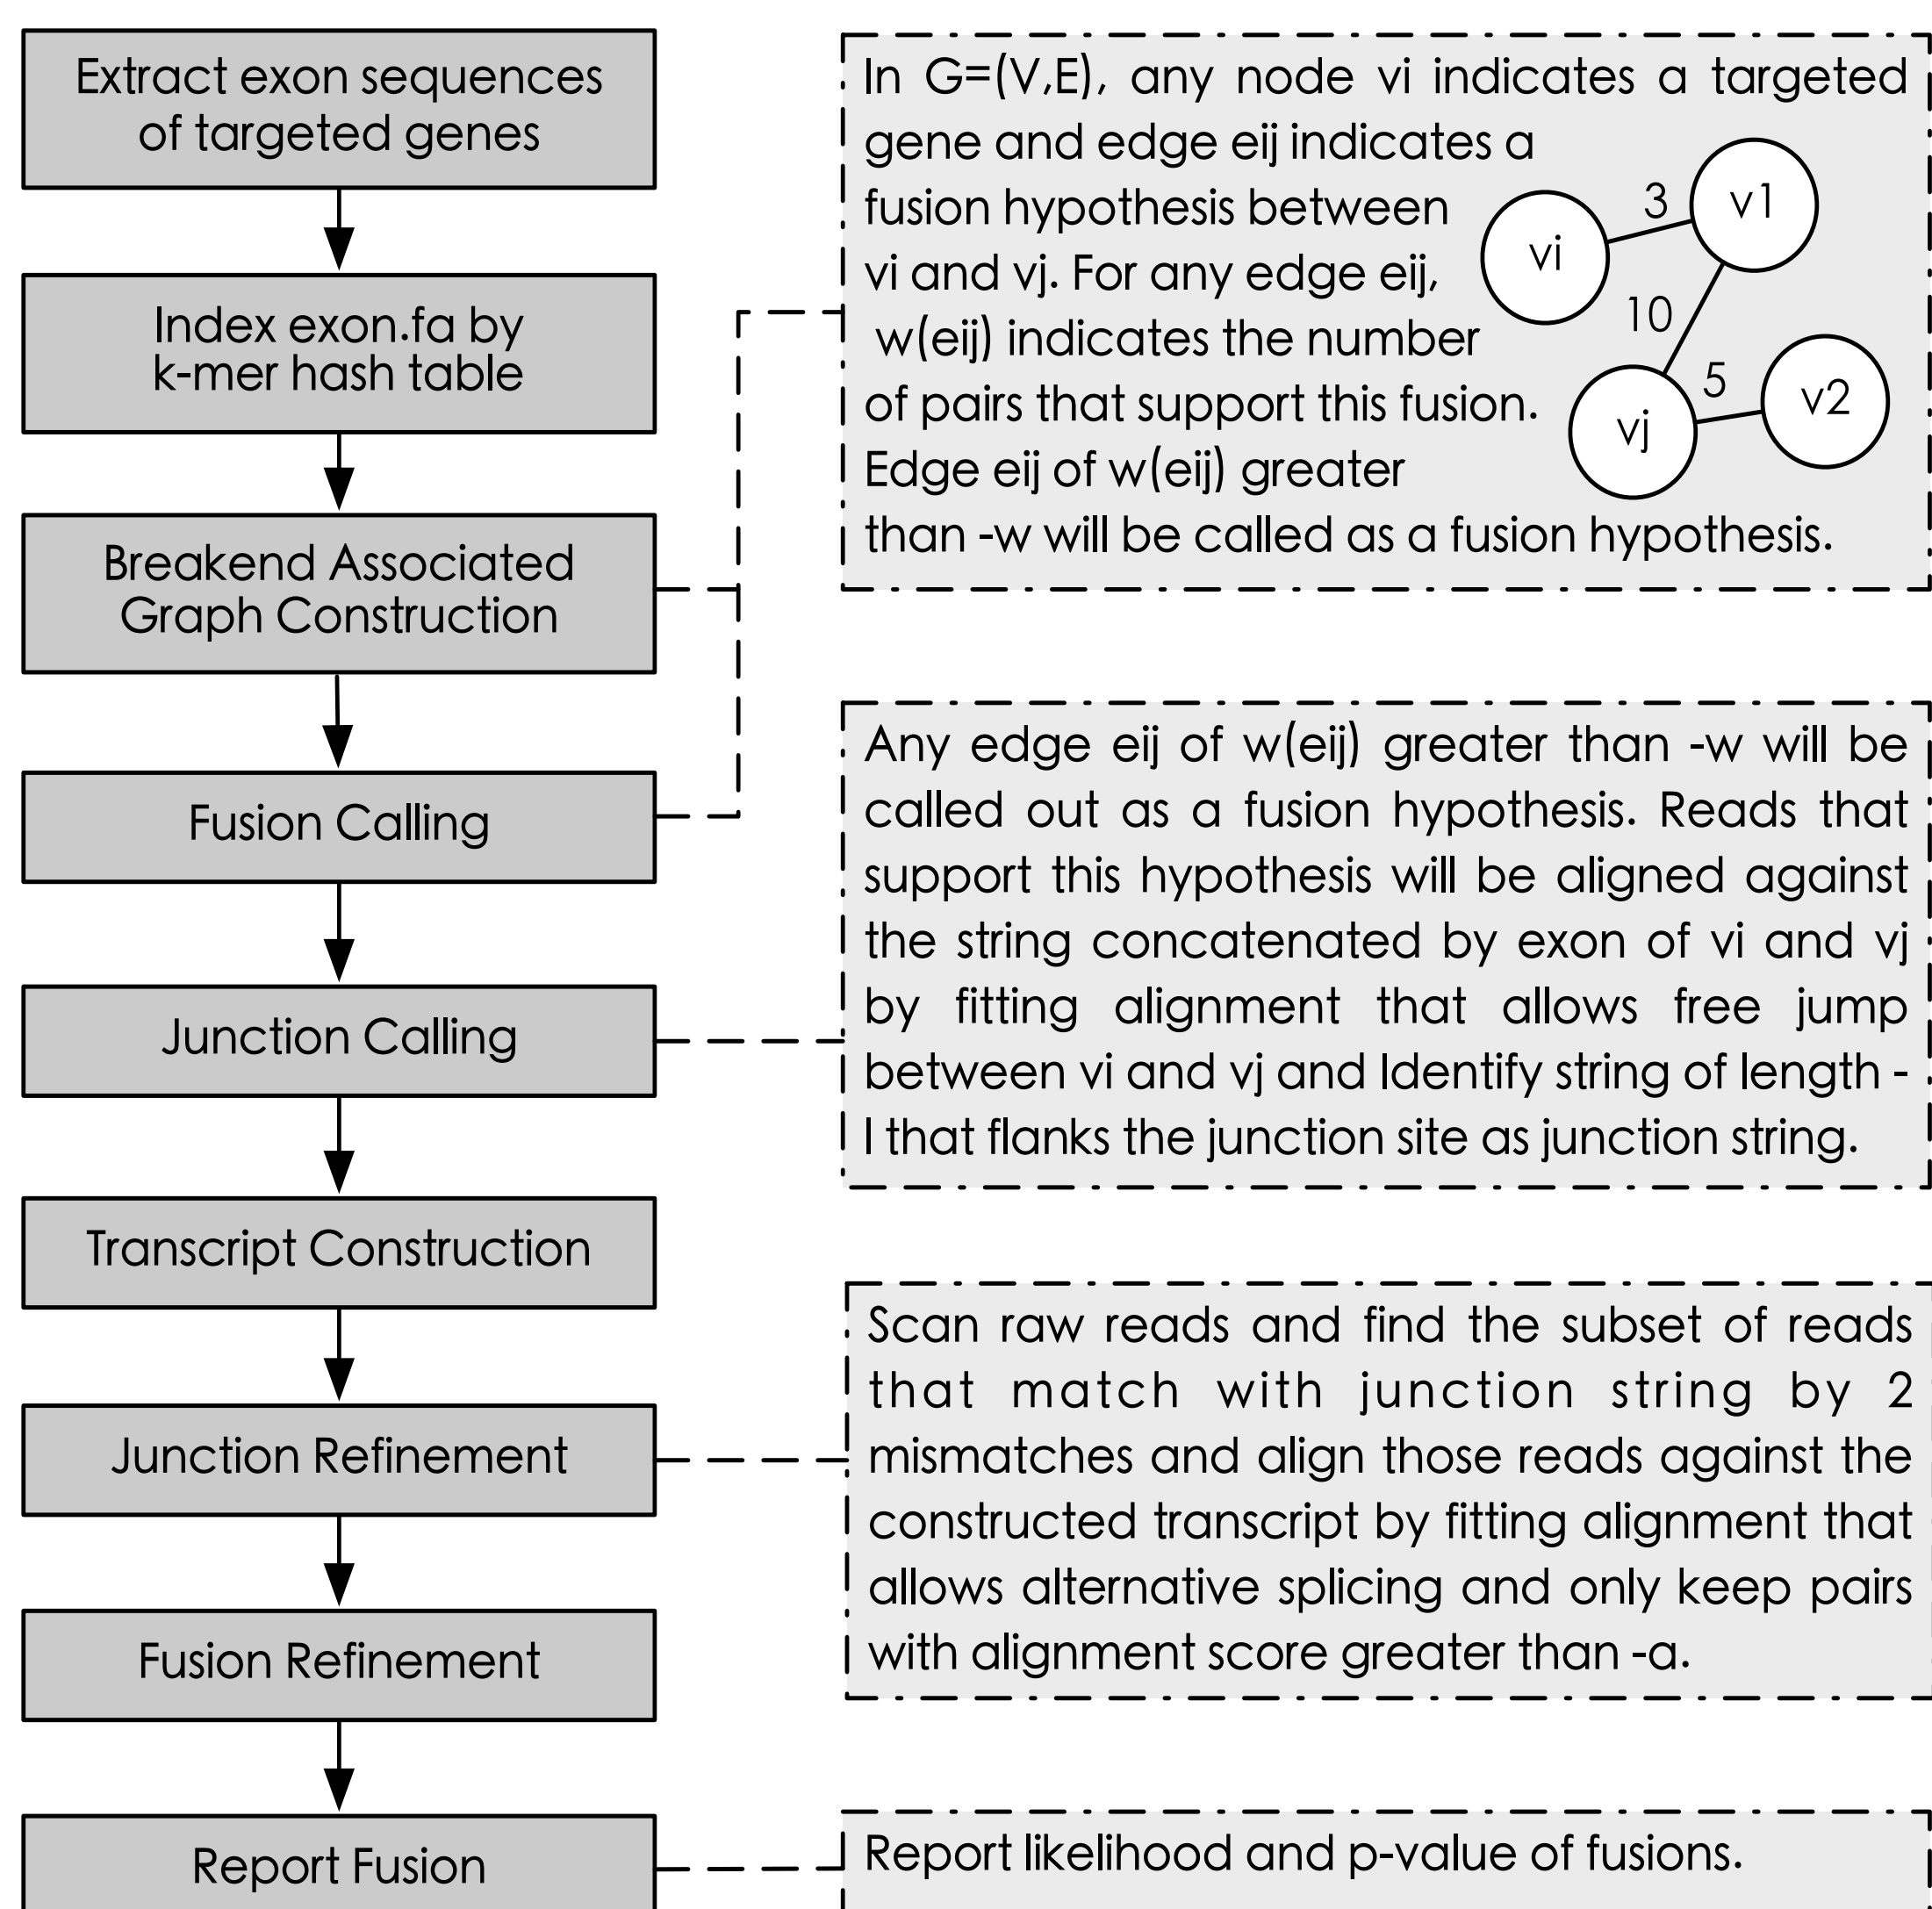 Extract exon sequences
of targeted genes
Index exon.fa by
k-mer hash table
Breakend Associated
Graph Construction
Fusion Calling
Junction Calling
Transcript Construction
Junction Refinement
Fusion Refinement
Report Fusion
In G=(V,E), any node vi indicates a targeted
gene and edge eij indicates a
fusion hypothesis between
vi and vj. For any edge eij,
w(eij) indicates the number
of pairs that support this fusion.
Edge eij of w(eij) greater
than -w will be called as a fusion hypothesis.
3
v1
vi
10
5
v2
vj
Any edge eij of w(eij) greater than -w will be
called out as a fusion hypothesis. Reads that
support this hypothesis will be aligned against
the string concatenated by exon of vi and vj
by fitting alignment that allows free jump
between vi and vj and Identify string of length -
l that flanks the junction site as junction string.
Scan raw reads and find the subset of reads
that match with junction string by 2
mismatches and align those reads against the
constructed transcript by fitting alignment that
allows alternative splicing and only keep pairs
with alignment score greater than -a.
Report likelihood and p-value of fusions.